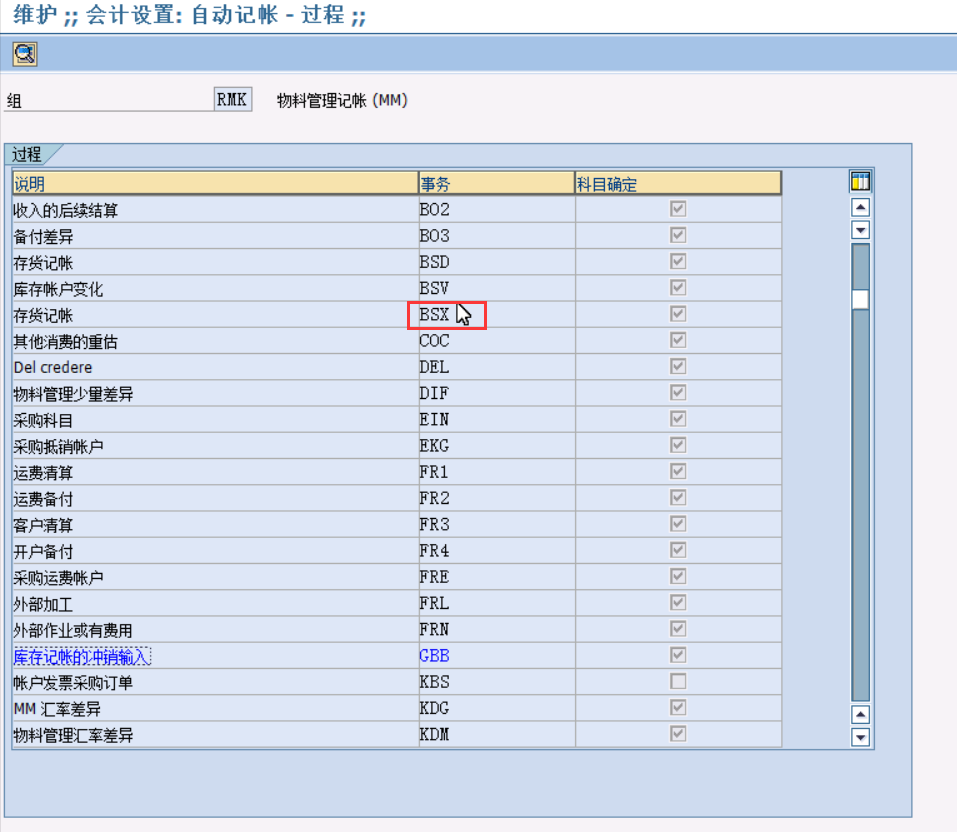 维护 ;; 会计设置: 自动记帐 - 过程 ;;
组 RMK 物料管理记帐 (MM)
过程
说明 事务 科目确定
收入的后续结算 BO2
备付差异 BO3
存货记帐 BSD
库存帐户变化 BSV
存货记帐 BSX
其他消费的重估 COC
Del credere DEL
物料管理少量差异 DIF
采购科目 EIN
采购抵销帐户 EKG
运费清算 FR1
运费备付 FR2
客户清算 FR3
开户备付 FR4
采购运费帐户 FRE
外部加工 FRL
外部作业或有费用 FRN
库存记帐的冲销输入 GBB
帐户发票采购订单 KBS
MM 汇率差异 KDG
物料管理汇率差异 KDM